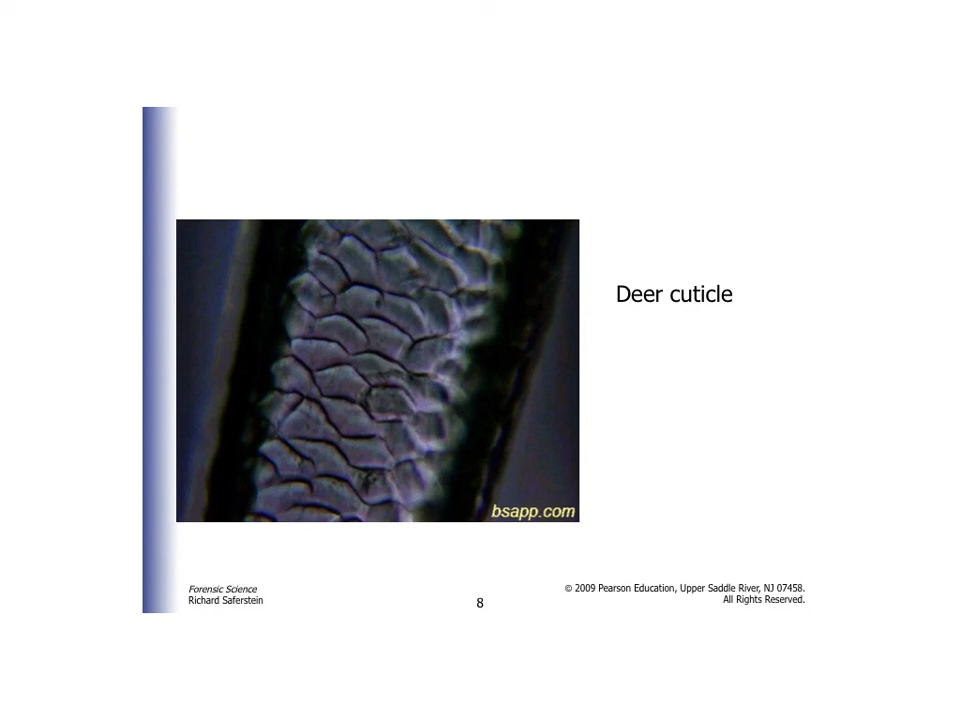 Deer cuticle
bsapp.com
Forensic Science
Richard Saferstein
8
© 2009 Pearson Education, Upper Saddle River, NJ 07458.
All Rights Reserved.